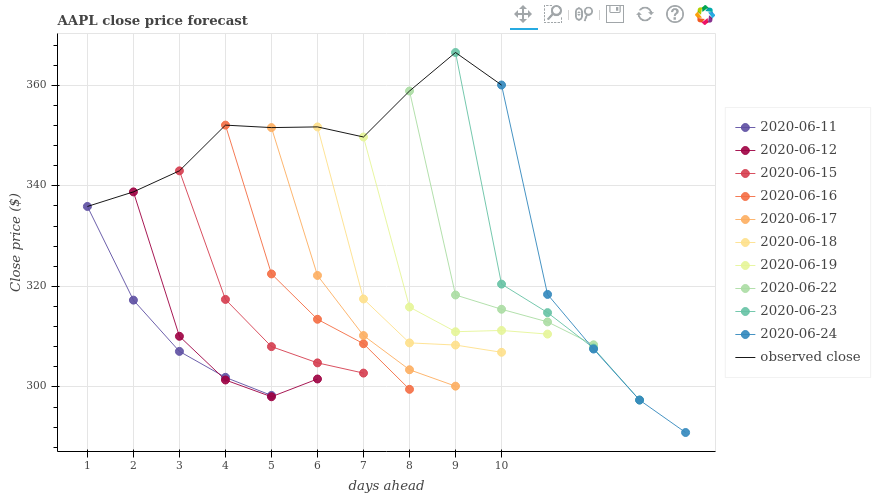 AAPL close price forecast
360
340
320
300
Close price ($)
1 2 3 4 5 6 7 8 9 10
days ahead
2020-06-11
2020-06-12
2020-06-15
2020-06-16
2020-06-17
2020-06-18
2020-06-19
2020-06-22
2020-06-23
2020-06-24
observed close